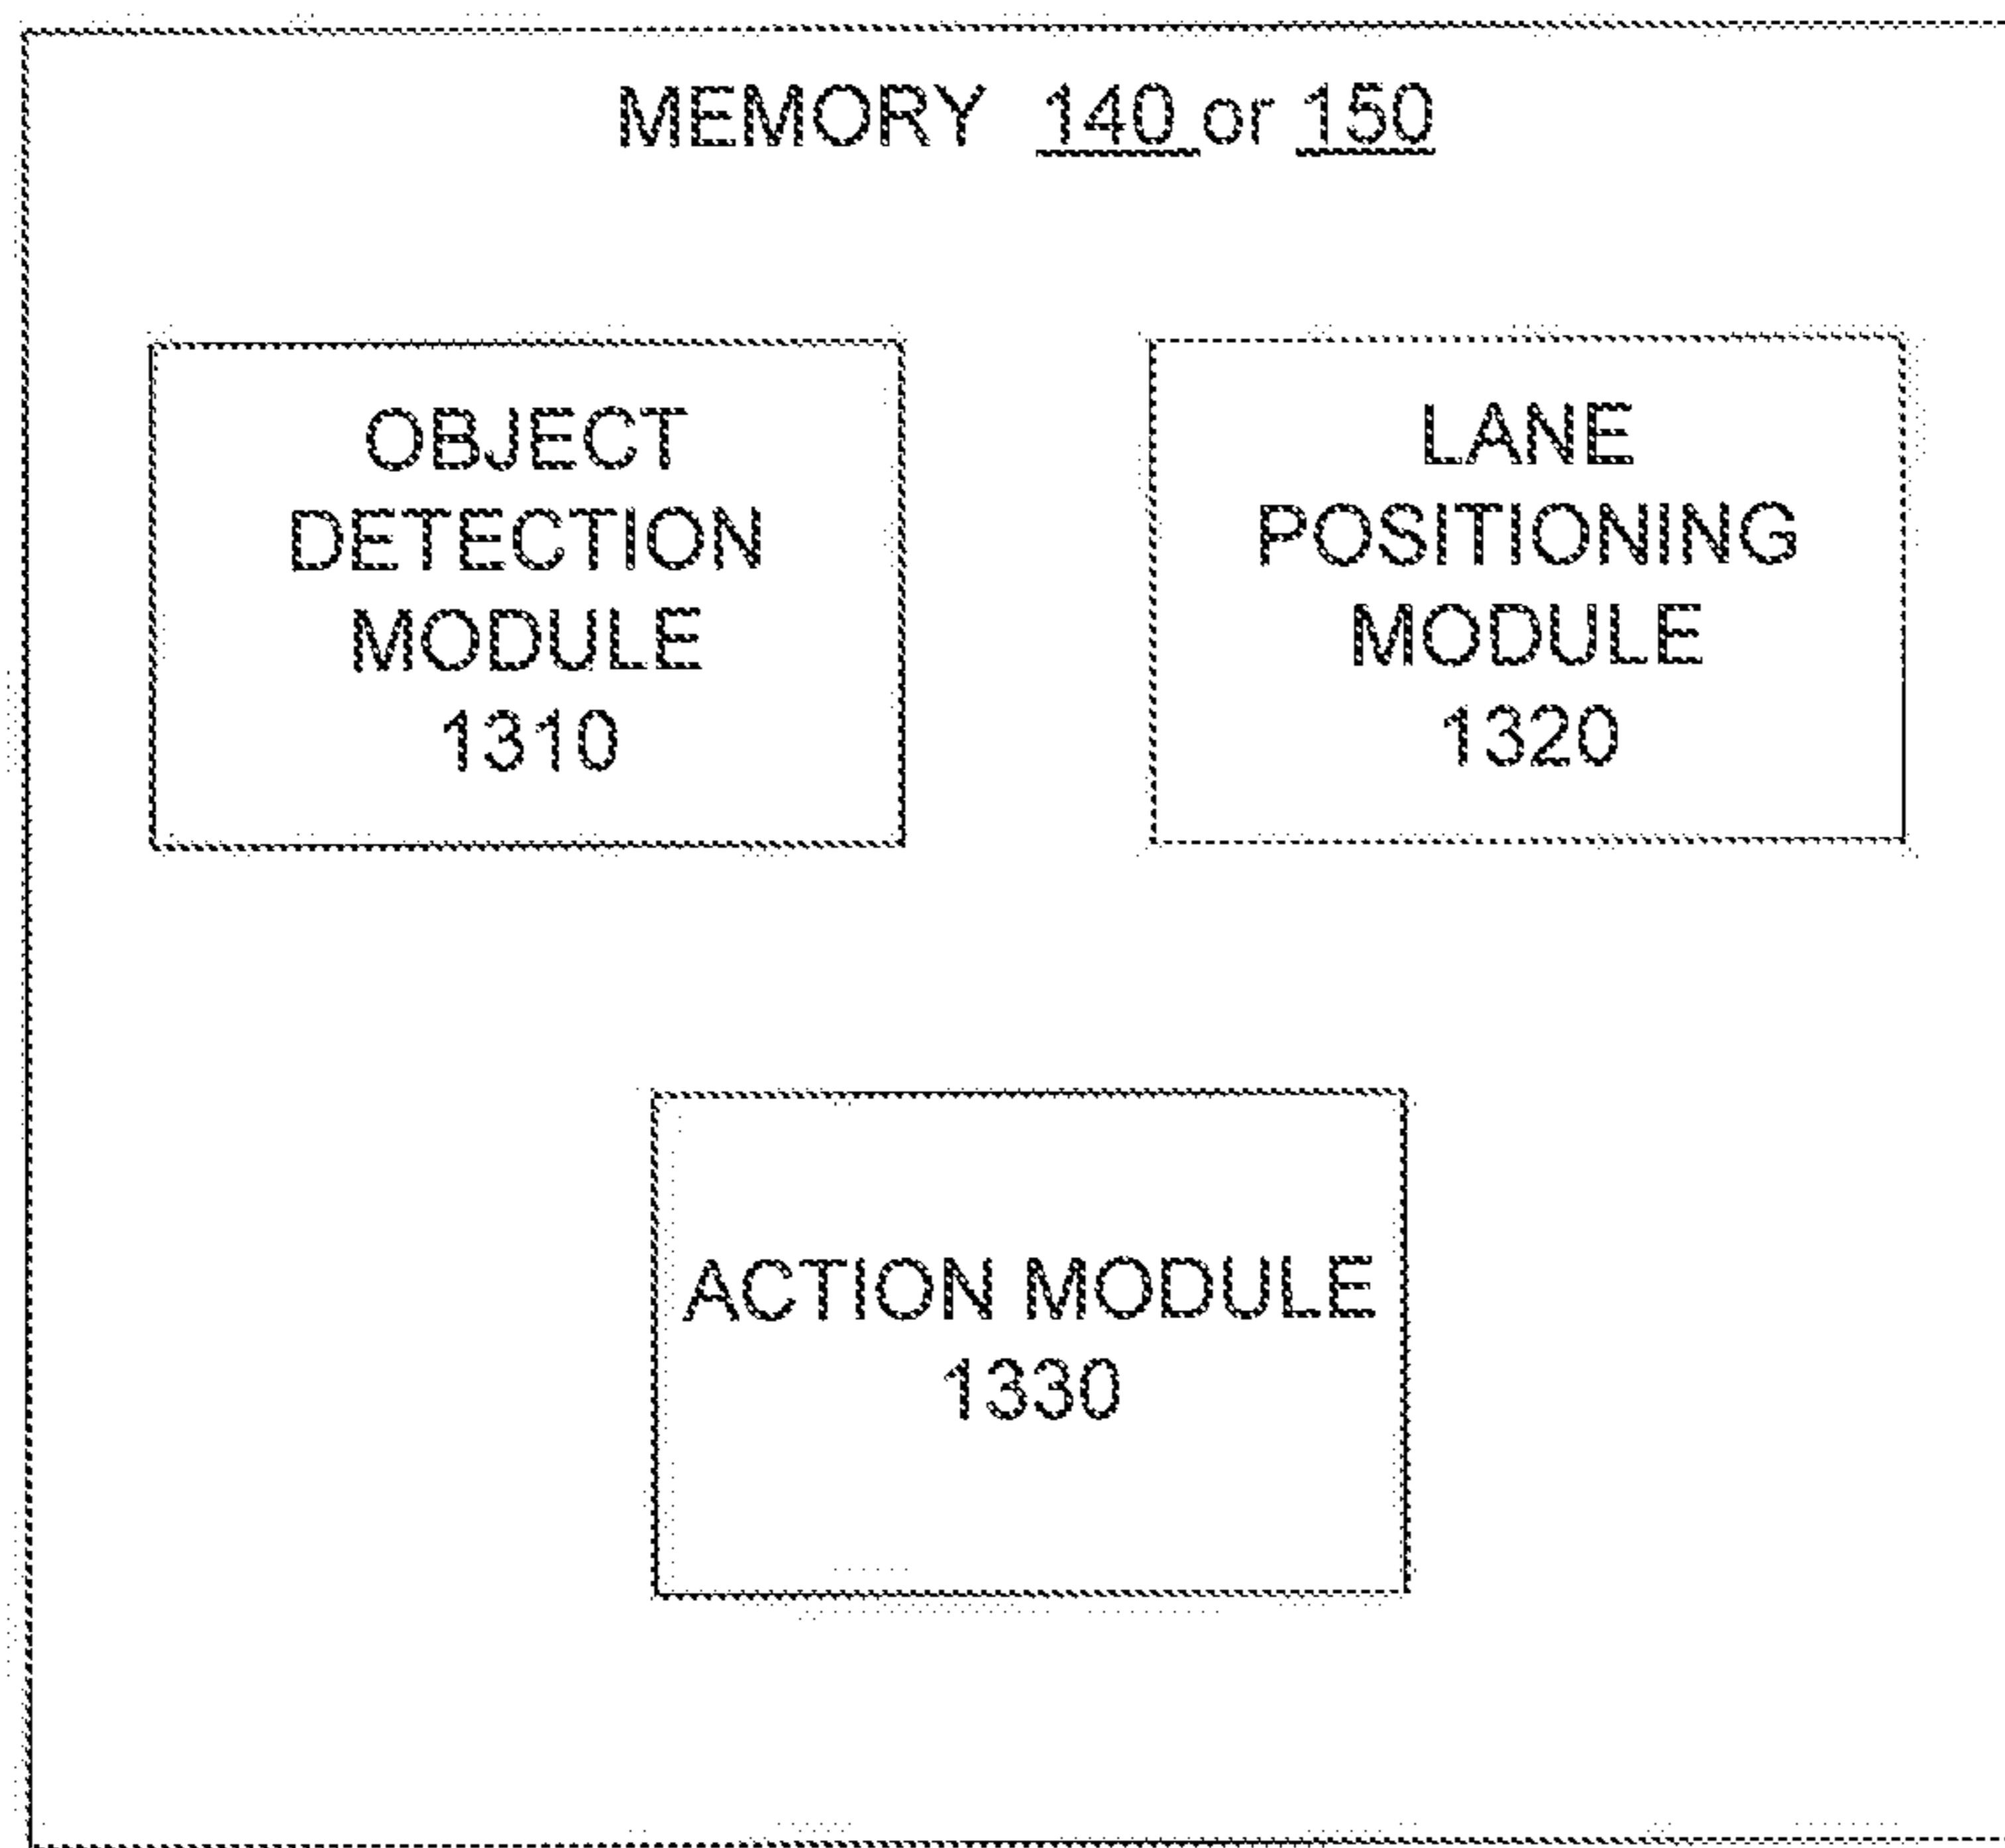 MEMORY 140 or 150
OBJECT
DETECTION
MODULE
1310
LANE
POSITIONING
MODULE
1320
ACTION MODULE
1330